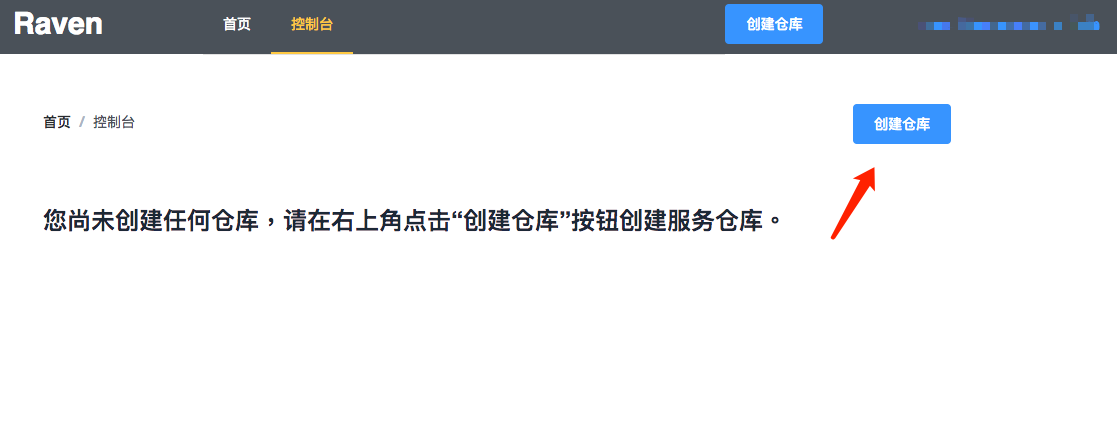 Raven 首页 控制台 创建仓库
首页 / 控制台 创建仓库
您尚未创建任何仓库，请在右上角点击“创建仓库”按钮创建服务仓库。